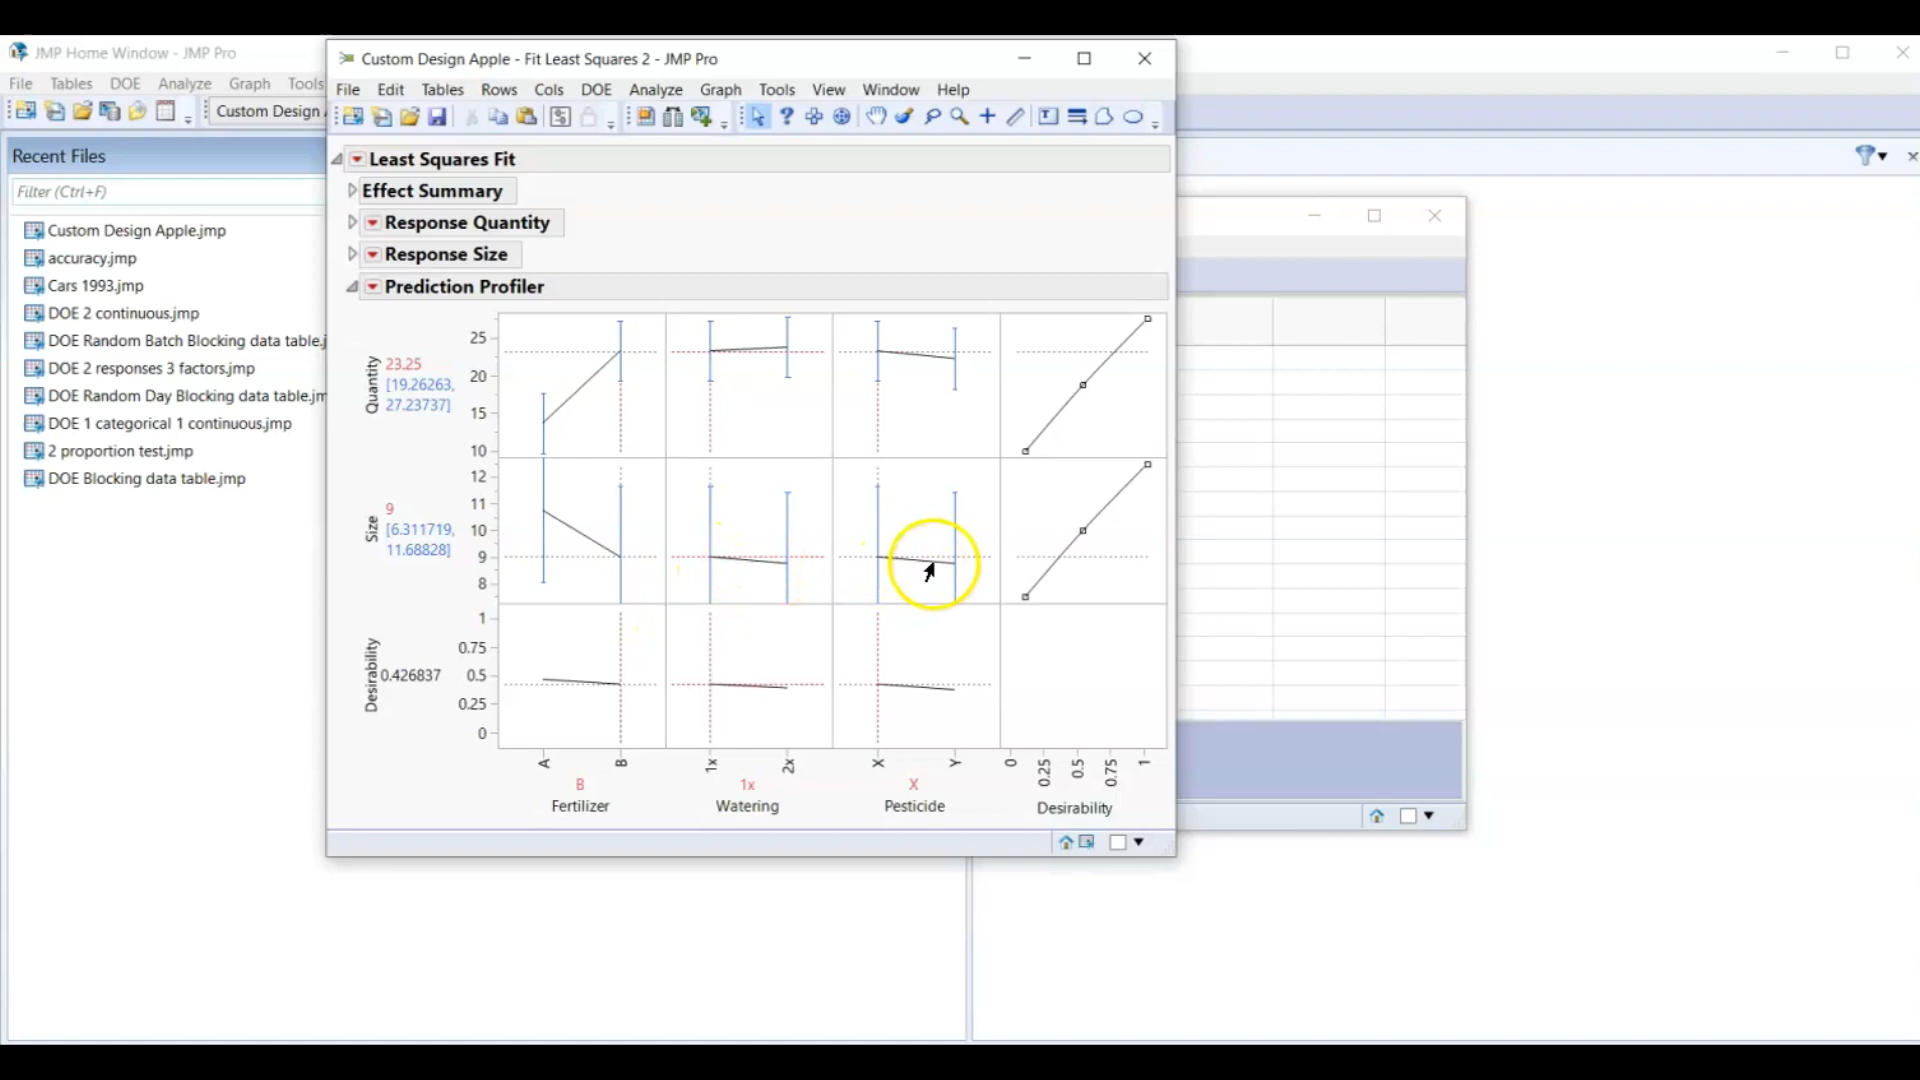 JMP Home Window - JMP Pro
File Tables DOE Analyze Graph Tools
Custom Design
Recent Files
Filter (Ctrl+F)
Custom Design Apple.jmp
accuracy.jmp
Cars 1993.jmp
DOE 2 continuous.jmp
DOE Random Batch Blocking data table.j
DOE 2 responses 3 factors.jmp
DOE Random Day Blocking data table.jm
DOE 1 categorical 1 continuous.jmp
2 proportion test.jmp
DOE Blocking data table.jmp
Custom Design Apple - Fit Least Squares 2 - JMP Pro
File Edit Tables Rows Cols DOE Analyze Graph Tools View Window Help
Least Squares Fit
Effect Summary
Response Quantity
Response Size
Prediction Profiler
Quantity
23.25
[19.26263,
27.23737]
25
20
15
10
Size
9
[6.311719,
11.68828]
12
11
10
9
8
Desirability
0.426837
1
0.75
0.5
0.25
0
A B 1x 2x X Y 0 0.25 0.5 0.75 1
B 1x X
Fertilizer Watering Pesticide Desirability